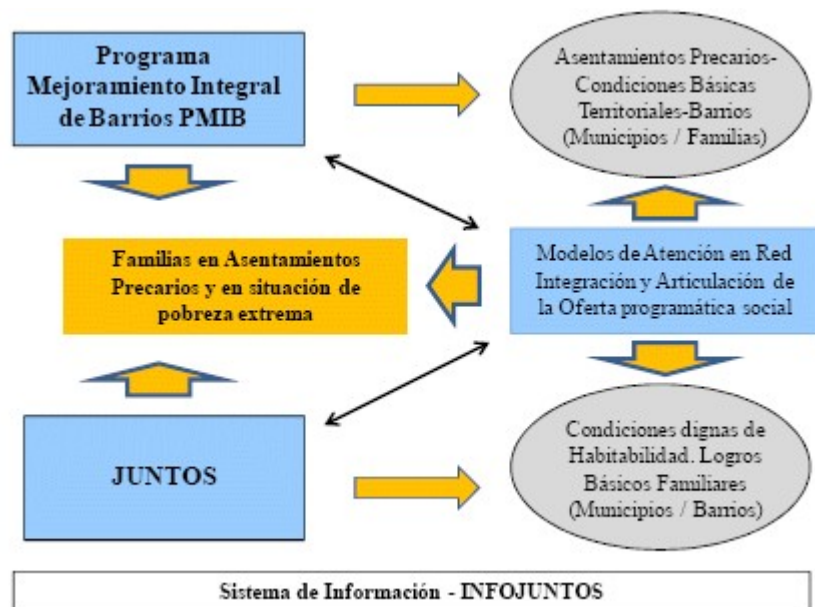 Programa
Mejoramiento Integral
de Barrios PMIB
Asentamientos Precarios-
Condiciones Básicas
Territoriales-Barrios
(Municipios / Familias)
Familias en Asentamientos
Precarios y en situación de
pobreza extrema
Modelos de Atención en Red
Integración y Articulación de
la Oferta programática social
JUNTOS
Condiciones dignas de
Habitabilidad. Logros
Básicos Familiares
(Municipios / Barrios)
Sistema de Información - INFOJUNTOS